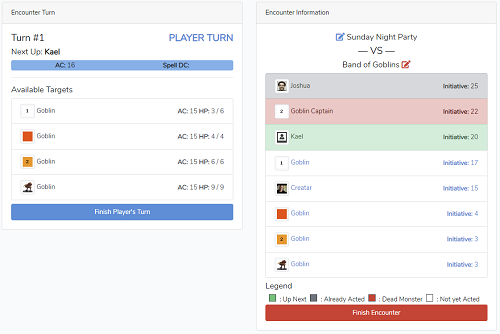 Encounter Turn
Turn #1 PLAYER TURN
Next Up: Kael
AC: 16 Spell DC:
Available Targets
1 Goblin AC: 15 HP: 3 / 6
Goblin AC: 15 HP: 4 / 4
2 Goblin AC: 15 HP: 6 / 6
Goblin AC: 15 HP: 9 / 9
Finish Player's Turn
Encounter Information
Sunday Night Party
— VS —
Band of Goblins
Joshua Initiative: 25
2 Goblin Captain Initiative: 22
Kael Initiative: 20
1 Goblin Initiative: 17
Creatar Initiative: 15
Goblin Initiative: 4
2 Goblin Initiative: 3
Goblin Initiative: 3
Legend
: Up Next : Already Acted : Dead Monster : Not yet Acted
Finish Encounter